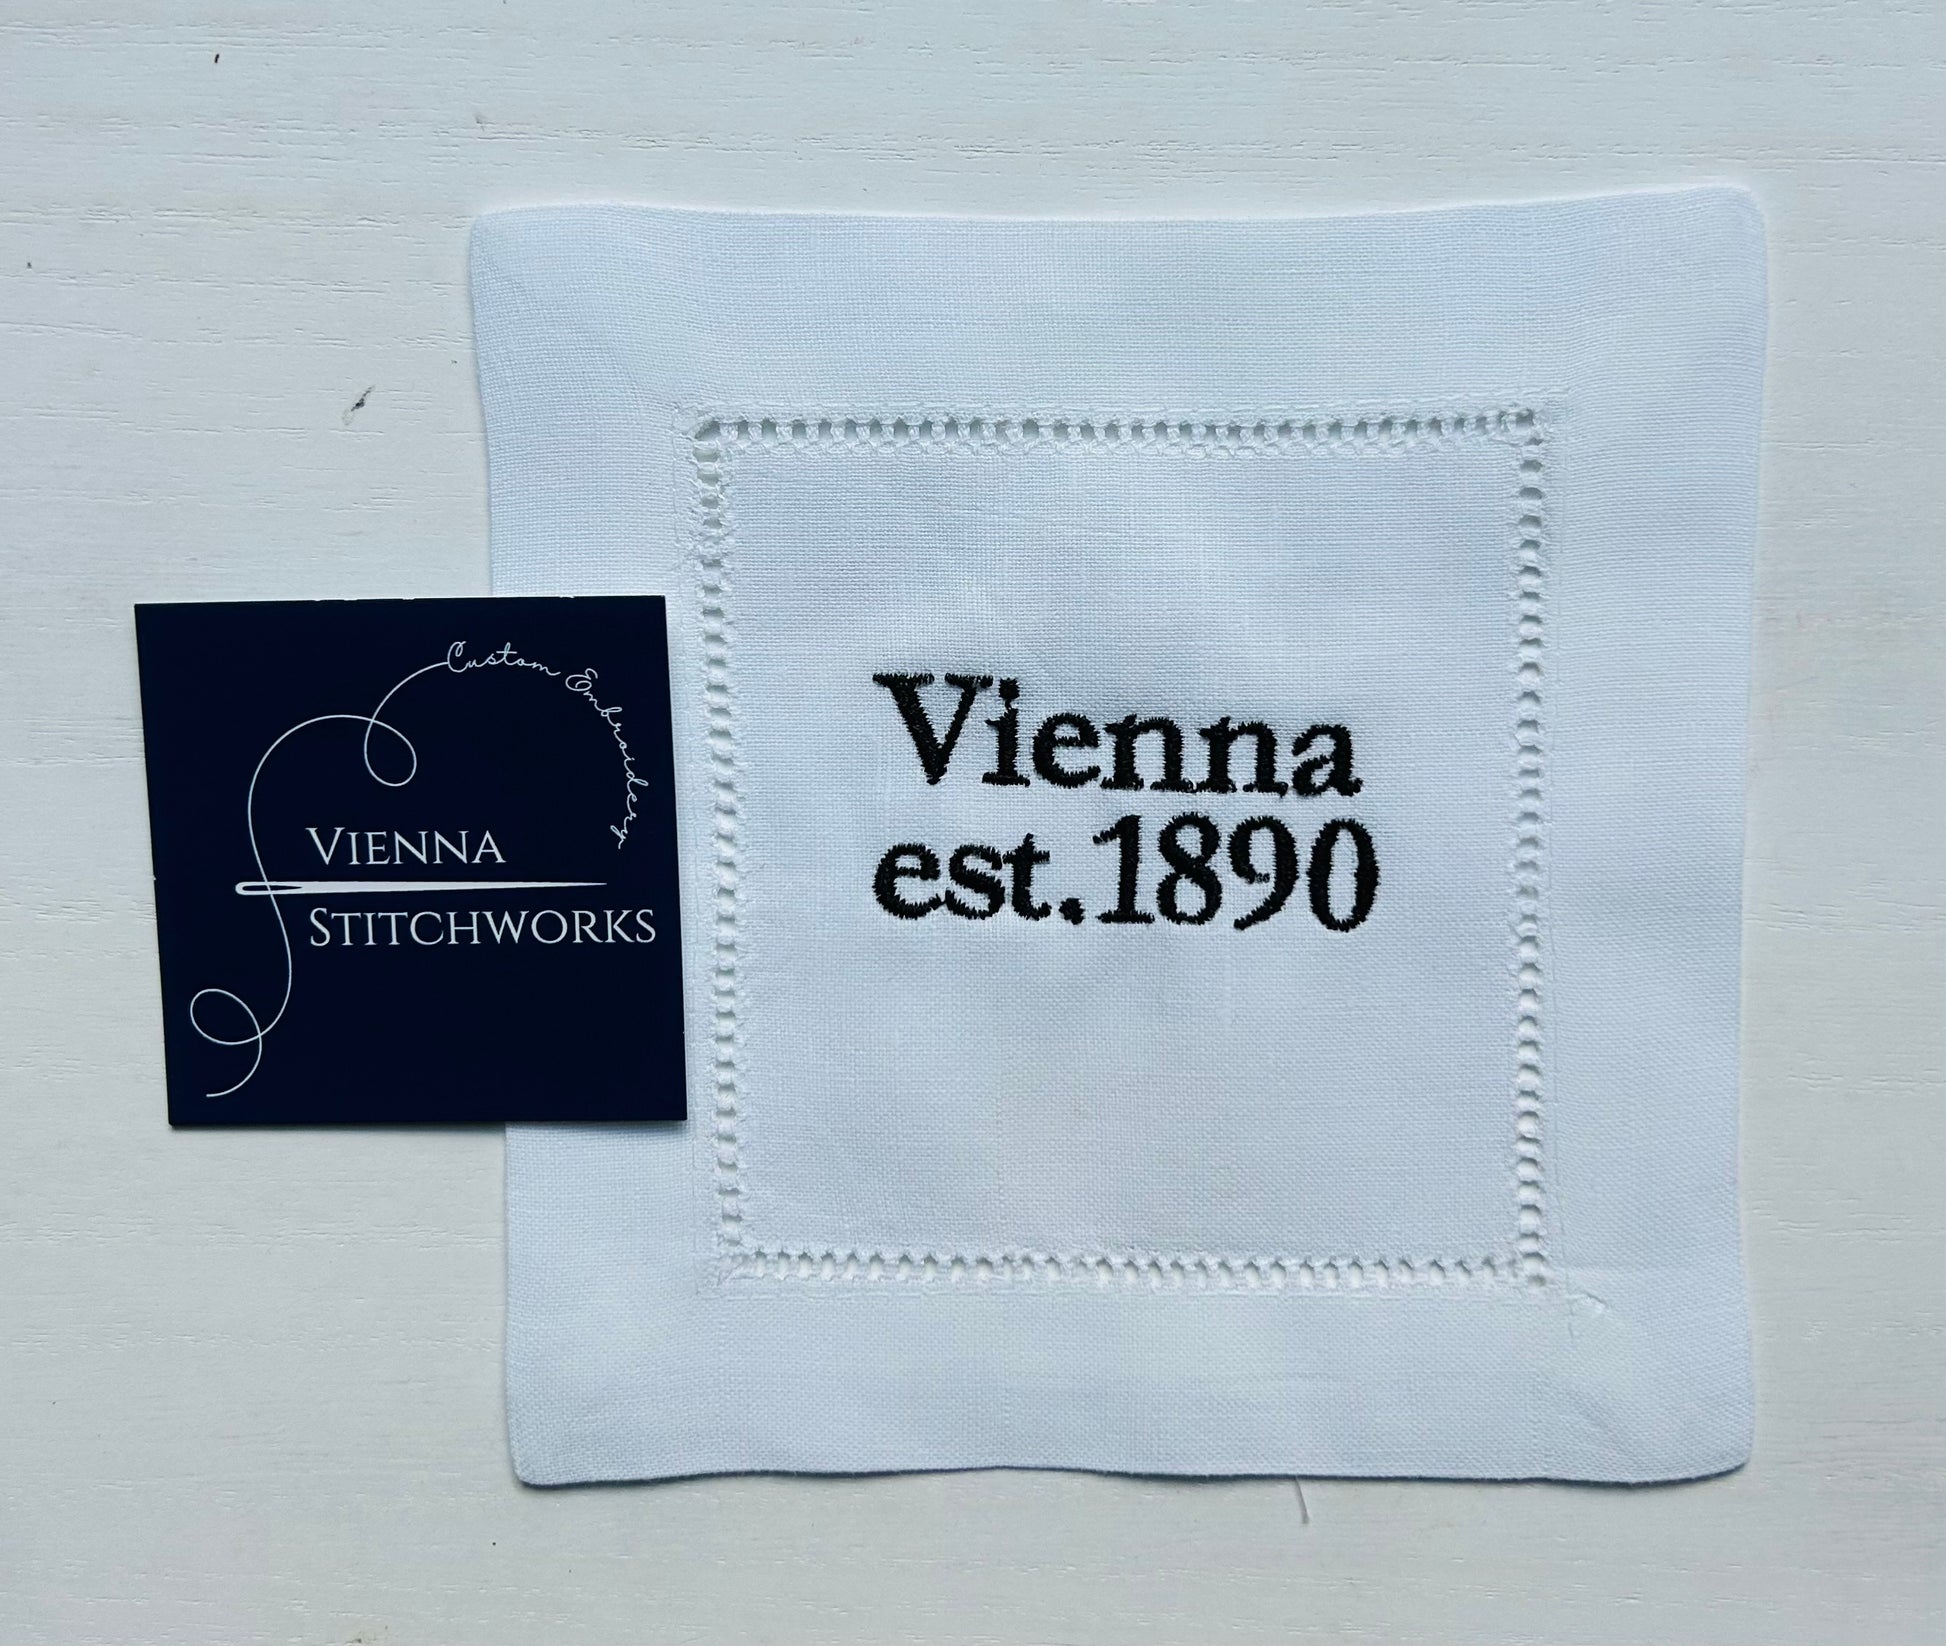 Custom Embroidery
VIENNA
STITCHWORKS
Vienna
est.1890